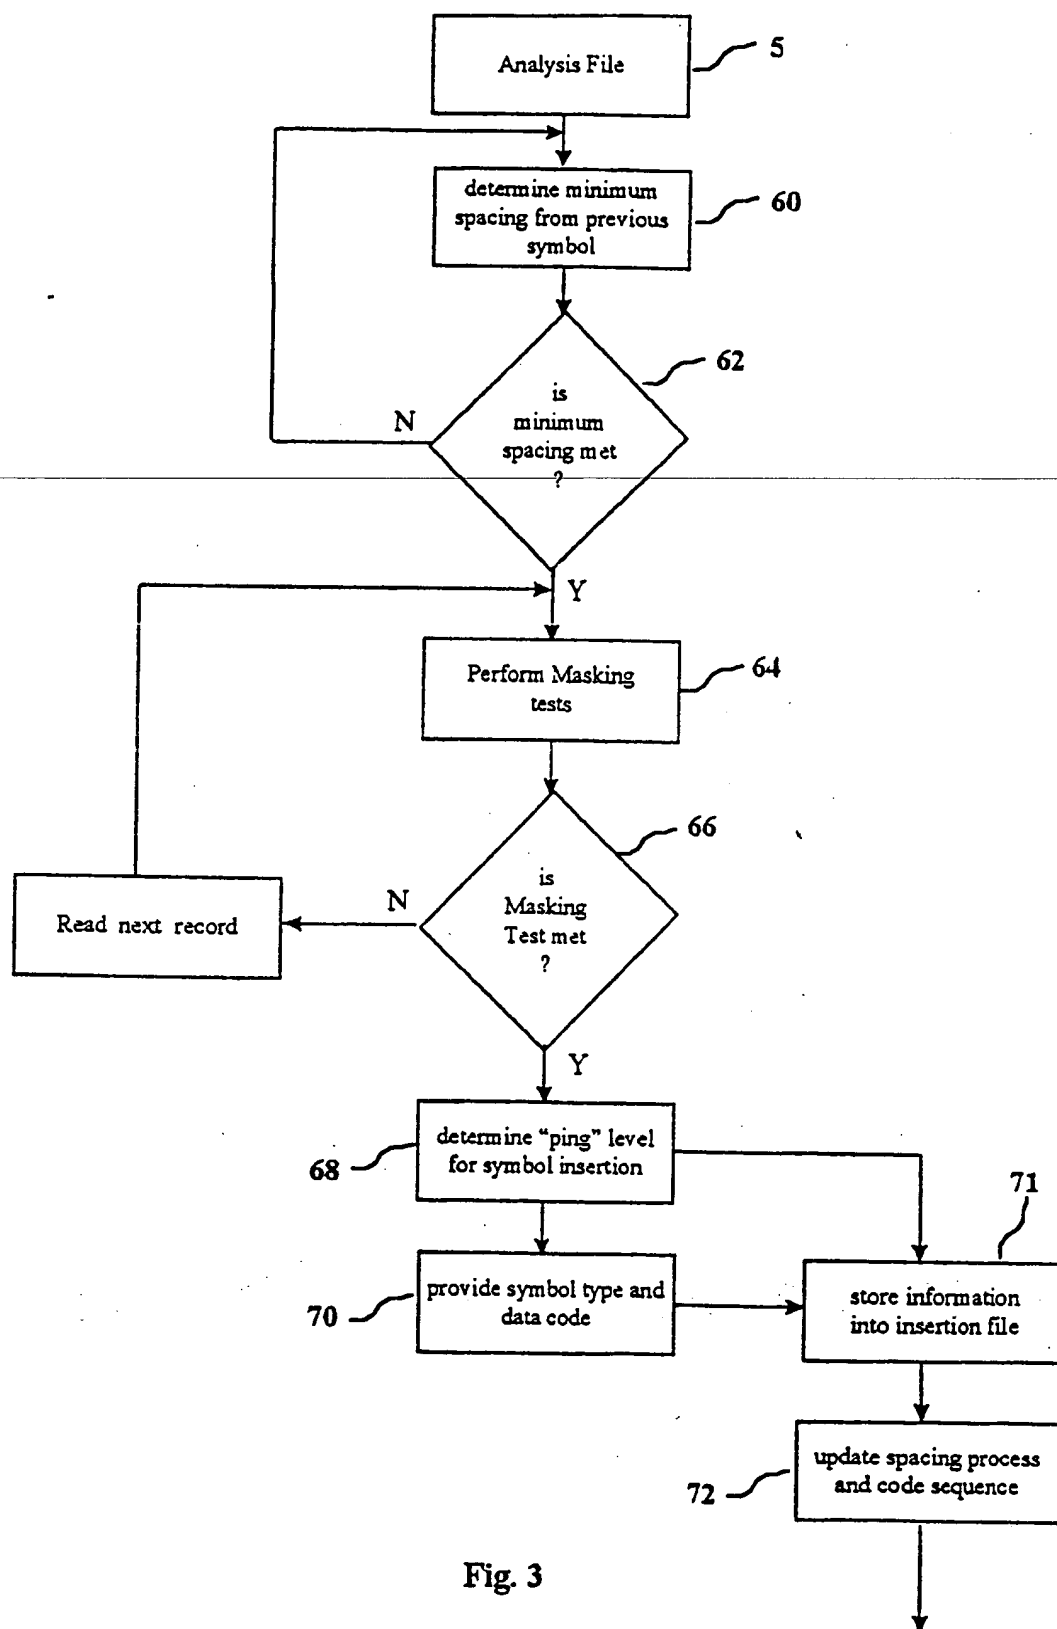 Analysis File
5
determine minimum
spacing from previous
symbol
60
62
is
minimum
spacing met
?
N
Y
Perform Masking
tests
64
66
is
Masking
Test met
?
N
Read next record
Y
determine “ping” level
for symbol insertion
68
71
provide symbol type and
data code
70
store information
into insertion file
update spacing process
and code sequence
72
Fig. 3